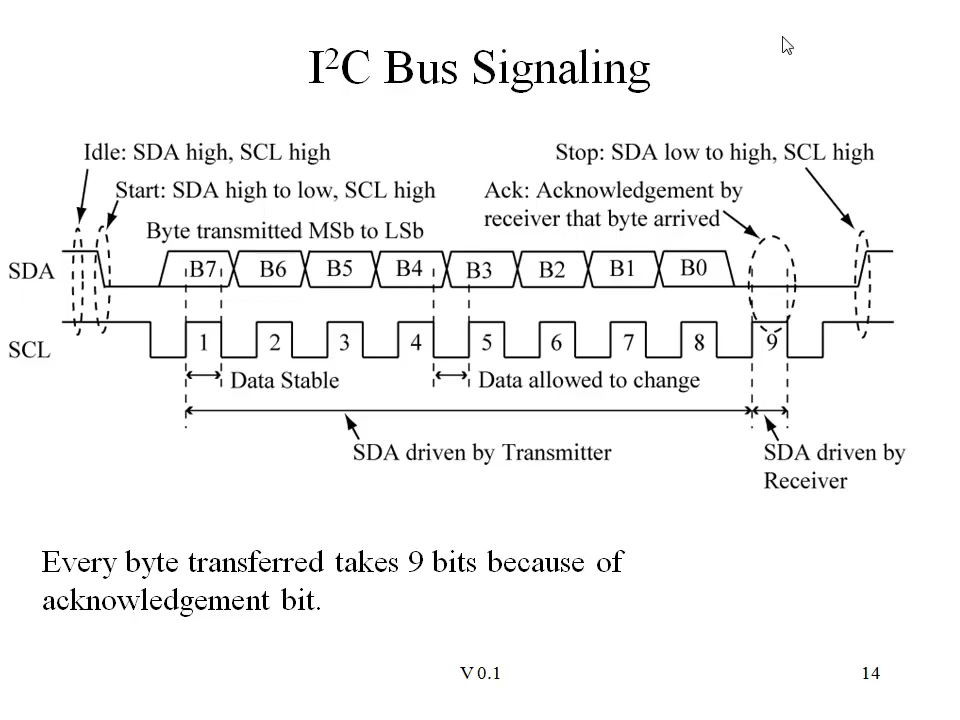 I²C Bus Signaling
Idle: SDA high, SCL high
Stop: SDA low to high, SCL high
Start: SDA high to low, SCL high
Ack: Acknowledgement by
receiver that byte arrived
Byte transmitted MSb to LSb
SDA
B7 B6 B5 B4 B3 B2 B1 B0
SCL
1 2 3 4 5 6 7 8 9
Data Stable
Data allowed to change
SDA driven by Transmitter
SDA driven by
Receiver
Every byte transferred takes 9 bits because of
acknowledgement bit.
V 0.1
14